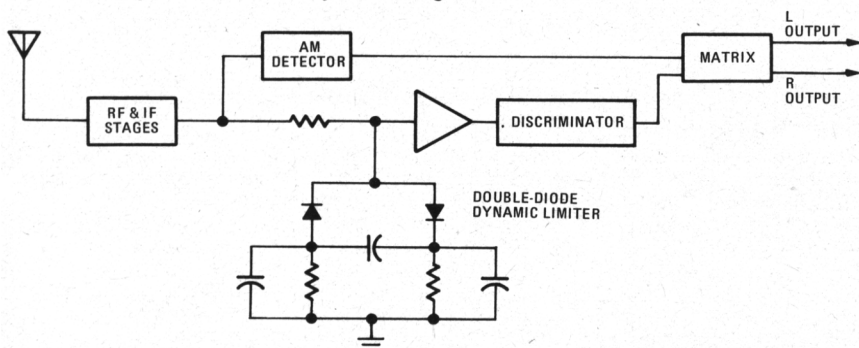 AM
DETECTOR
L
OUTPUT
MATRIX
R
OUTPUT
RF & IF
STAGES
DISCRIMINATOR
DOUBLE-DIODE
DYNAMIC LIMITER